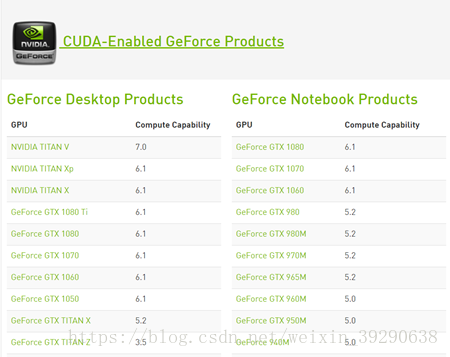 NVIDIA.
GEFORCE
CUDA-Enabled GeForce Products
GeForce Desktop Products
GPU Compute Capability
NVIDIA TITAN V 7.0
NVIDIA TITAN Xp 6.1
NVIDIA TITAN X 6.1
GeForce GTX 1080 Ti 6.1
GeForce GTX 1080 6.1
GeForce GTX 1070 6.1
GeForce GTX 1060 6.1
GeForce GTX 1050 6.1
GeForce GTX TITAN X 5.2
GeForce GTX TITAN Z 3.5
GeForce Notebook Products
GPU Compute Capability
GeForce GTX 1080 6.1
GeForce GTX 1070 6.1
GeForce GTX 1060 6.1
GeForce GTX 980 5.2
GeForce GTX 980M 5.2
GeForce GTX 970M 5.2
GeForce GTX 965M 5.2
GeForce GTX 960M 5.0
GeForce GTX 950M 5.0
GeForce 940M 5.0
https://blog.csdn.net/weixin_39290638